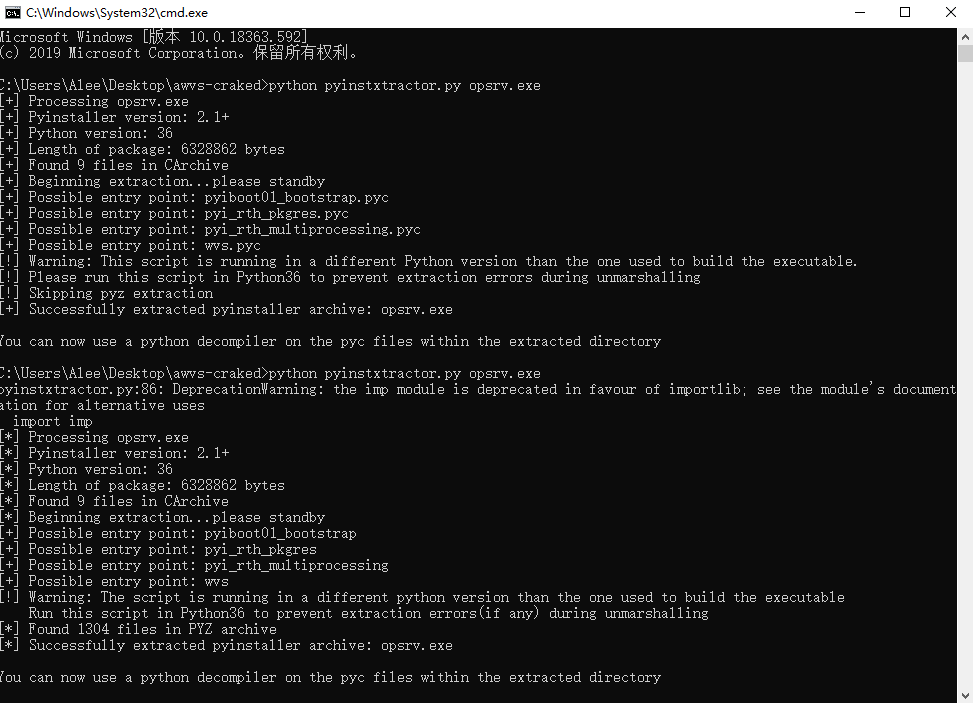 C:\Windows\System32\cmd.exe
Microsoft Windows [版本 10.0.18363.592]
(c) 2019 Microsoft Corporation。保留所有权利。
C:\Users\Alee\Desktop\awvs-craked>python pyinstxtractor.py opsrv.exe
[+] Processing opsrv.exe
[+] Pyinstaller version: 2.1+
[+] Python version: 36
[+] Length of package: 6328862 bytes
[+] Found 9 files in CArchive
[+] Beginning extraction...please standby
[+] Possible entry point: pyiboot01_bootstrap.pyc
[+] Possible entry point: pyi_rth_pkgres.pyc
[+] Possible entry point: pyi_rth_multiprocessing.pyc
[+] Possible entry point: wvs.pyc
[!] Warning: This script is running in a different Python version than the one used to build the executable.
[!] Please run this script in Python36 to prevent extraction errors during unmarshalling
[!] Skipping pyz extraction
[+] Successfully extracted pyinstaller archive: opsrv.exe
You can now use a python decompiler on the pyc files within the extracted directory
C:\Users\Alee\Desktop\awvs-craked>python pyinstxtractor.py opsrv.exe
pyinstxtractor.py:86: DeprecationWarning: the imp module is deprecated in favour of importlib; see the module's document
ation for alternative uses
import imp
[*] Processing opsrv.exe
[*] Pyinstaller version: 2.1+
[*] Python version: 36
[*] Length of package: 6328862 bytes
[*] Found 9 files in CArchive
[*] Beginning extraction...please standby
[+] Possible entry point: pyiboot01_bootstrap
[+] Possible entry point: pyi_rth_pkgres
[+] Possible entry point: pyi_rth_multiprocessing
[+] Possible entry point: wvs
[!] Warning: The script is running in a different python version than the one used to build the executable
Run this script in Python36 to prevent extraction errors(if any) during unmarshalling
[*] Found 1304 files in PYZ archive
[*] Successfully extracted pyinstaller archive: opsrv.exe
You can now use a python decompiler on the pyc files within the extracted directory